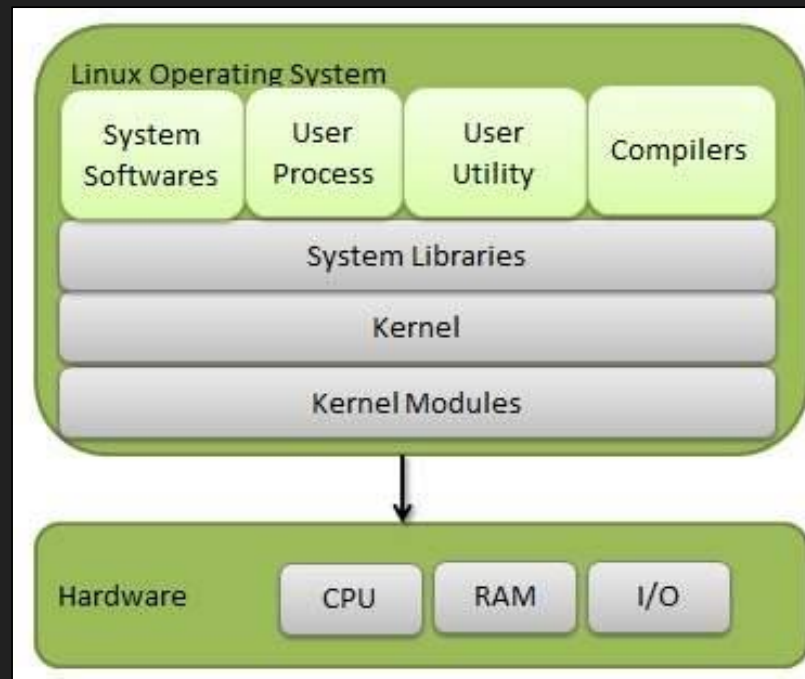 Linux Operating System
System
Softwares
User
Process
User
Utility
Compilers
System Libraries
Kernel
Kernel Modules
Hardware
CPU
RAM
I/O